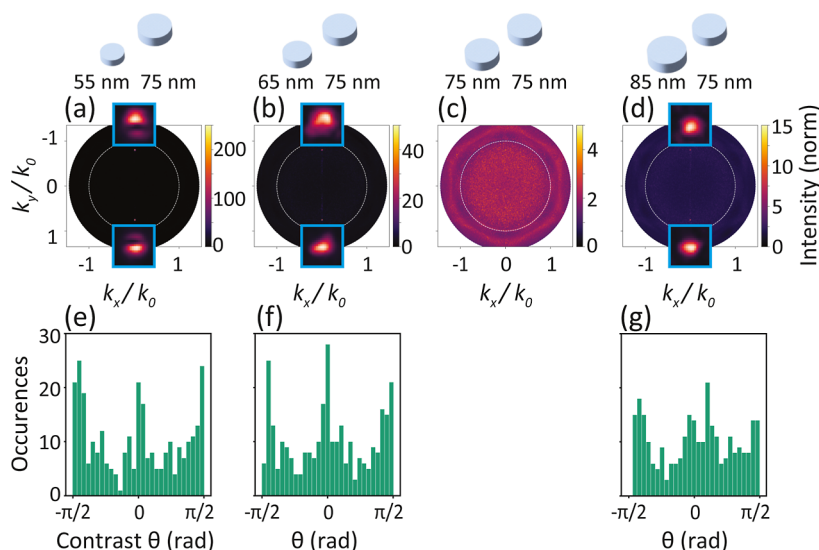 55 nm 75 nm 65 nm 75 nm 75 nm 75 nm 85 nm 75 nm
(a) (b) (c) (d)
-1 0 1
ky/k0
-1 1
kx/k0
200 100 0
-1 1
kx/k0
40 20 0
-1 0 1
kx/k0
4 2 0
-1 1
kx/k0
15 10 5 0
Intensity (norm)
(e) (f) (g)
30
20
10
0
Occurences
-π/2 0 π/2 -π/2 0 π/2 -π/2 0 π/2
Contrast θ (rad) θ (rad) θ (rad)